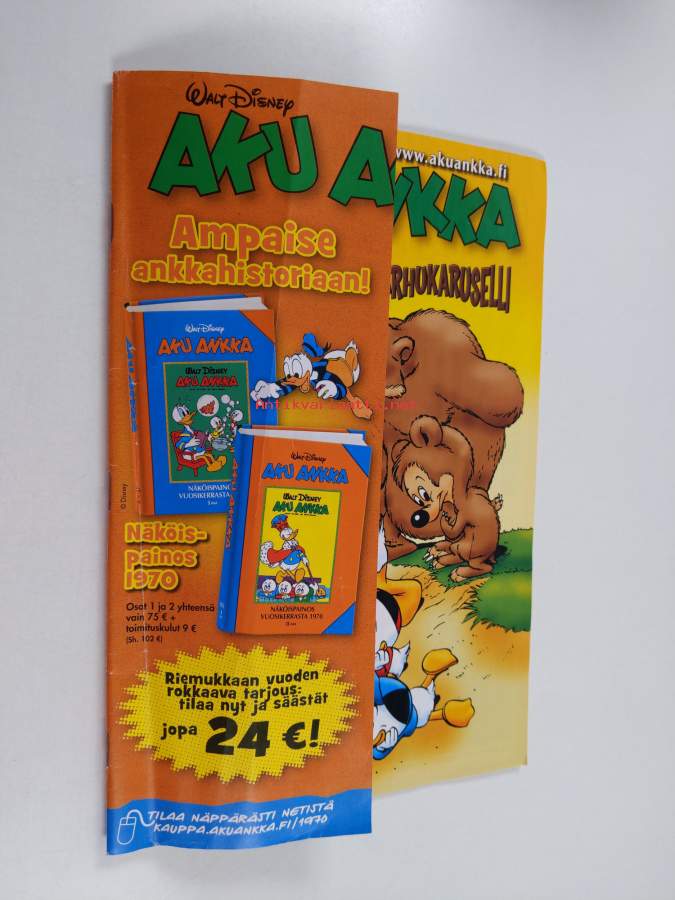 WALT DISNEY
AKU A
Ampaise
ankkahistoriaan!
WALT DISNEY
AKU ANKKA
WALT DISNEY
AKU ANKKA
NÄKÖISPAINOS
VUOSIKERRASTA
WALT DISNEY
AKU ANKKA
WALT DISNEY
AKU ANKKA
NÄKÖISPAINOS
VUOSIKERRASTA 1970
© Disney
Näköis-
painos
1970
Osat 1 ja 2 yhteensä
vain 75 € +
toimituskulut 9 €
(Sh. 102 €)
Riemukkaan vuoden
rokkaava tarjous:
tilaa nyt ja säästät
jopa 24 €!
TILAA NÄPPÄRÄSTI NETISTÄ
KAUPPA.AKUANKKA.FI/1970
www.akuankka.fi
NKKA
RHUKARUSELLI
Antikvariaatti.net